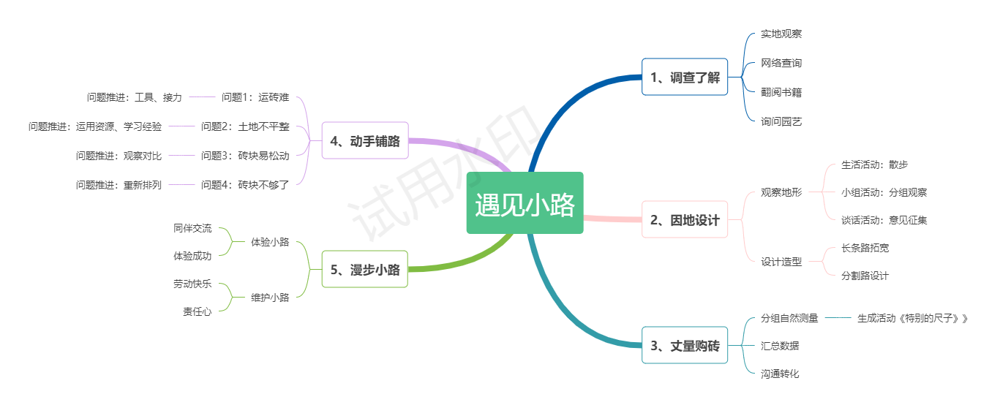 遇见小路
1、调查了解
实地观察
网络查询
翻阅书籍
询问园艺
2、因地设计
观察地形
生活活动：散步
小组活动：分组观察
谈话活动：意见征集
设计造型
长条路拓宽
分割路设计
3、丈量购砖
分组自然测量
生成活动《特别的尺子》》
汇总数据
沟通转化
4、动手铺路
问题1：运砖难
问题推进：工具、接力
问题2：土地不平整
问题推进：运用资源、学习经验
问题3：砖块易松动
问题推进：观察对比
问题4：砖块不够了
问题推进：重新排列
5、漫步小路
体验小路
同伴交流
体验成功
维护小路
劳动快乐
责任心
试用水印